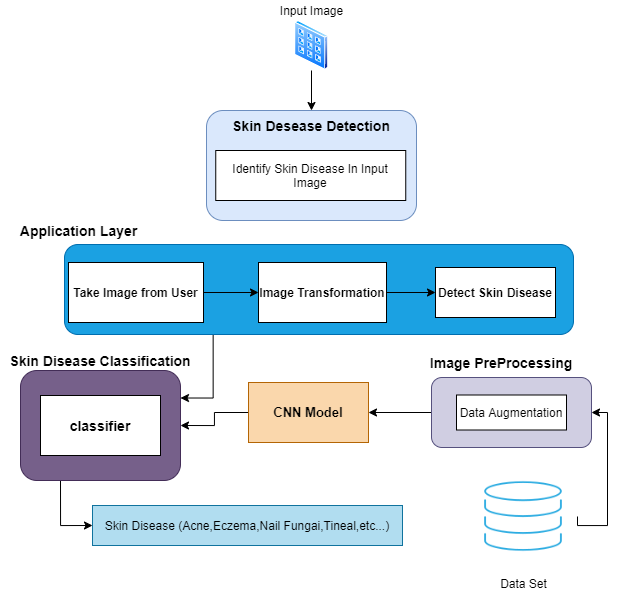 Input Image
Skin Desease Detection
Identify Skin Disease In Input
Image
Application Layer
Take Image from User
Image Transformation
Detect Skin Disease
Skin Disease Classification
Image PreProcessing
classifier
CNN Model
Data Augmentation
Skin Disease (Acne,Eczema,Nail Fungai,Tineal,etc...)
Data Set